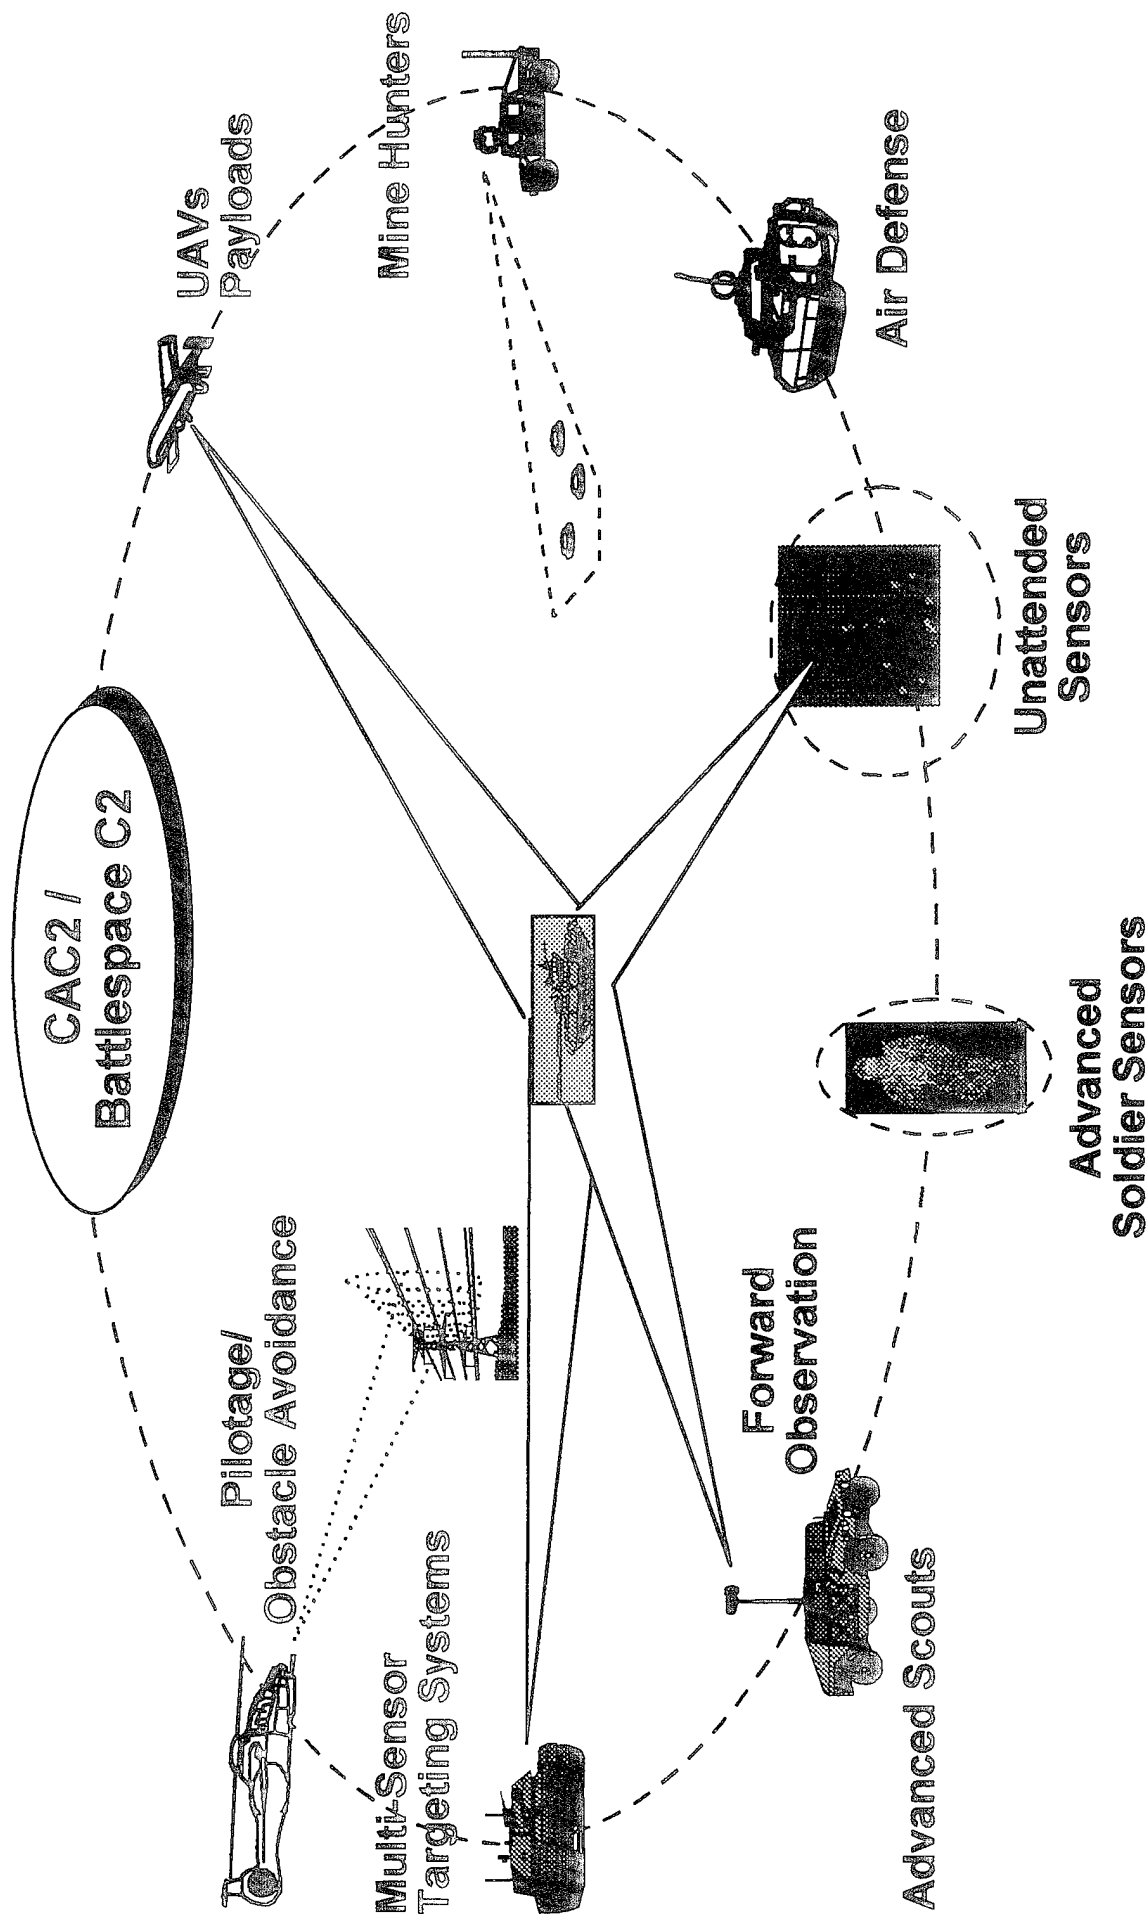 CAC2 /
Battlespace C2
Pilotage/
Obstacle Avoidance
UAVs
Payloads
Multi-Sensor
Targeting Systems
Mine Hunters
Forward
Observation
Advanced Scouts
Air Defense
Unattended
Sensors
Advanced
Soldier Sensors